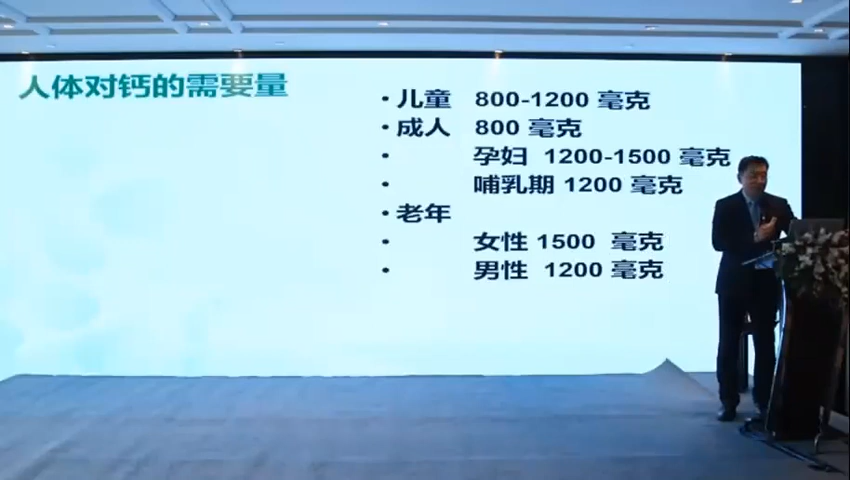 人体对钙的需要量
• 儿童 800-1200 毫克
• 成人 800 毫克
• 孕妇 1200-1500 毫克
• 哺乳期 1200 毫克
• 老年
• 女性 1500 毫克
• 男性 1200 毫克